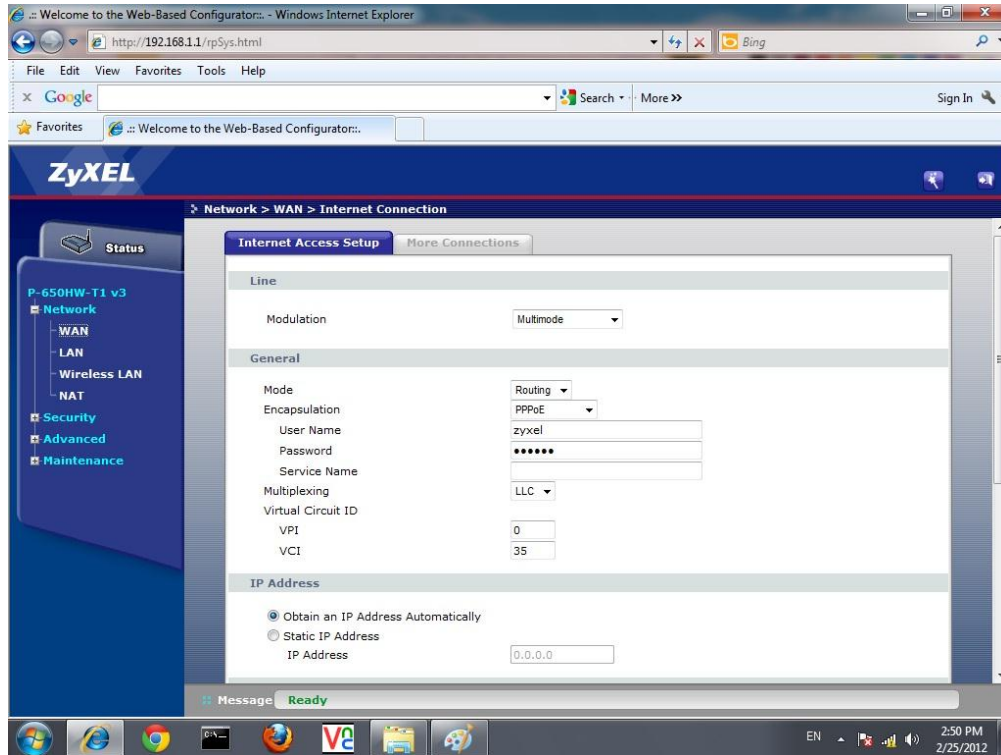 .:: Welcome to the Web-Based Configurator::. - Windows Internet Explorer
http://192.168.1.1/rpSys.html
Bing
File Edit View Favorites Tools Help
x Google Search More >> Sign In
Favorites .:: Welcome to the Web-Based Configurator::.
ZyXEL
Network > WAN > Internet Connection
Status
P-650HW-T1 v3
Network
WAN
LAN
Wireless LAN
NAT
Security
Advanced
Maintenance
Internet Access Setup More Connections
Line
Modulation Multimode
General
Mode Routing
Encapsulation PPPoE
User Name zyxel
Password ••••••
Service Name
Multiplexing LLC
Virtual Circuit ID
VPI 0
VCI 35
IP Address
Obtain an IP Address Automatically
Static IP Address
IP Address 0.0.0.0
Message Ready
EN 2:50 PM
2/25/2012